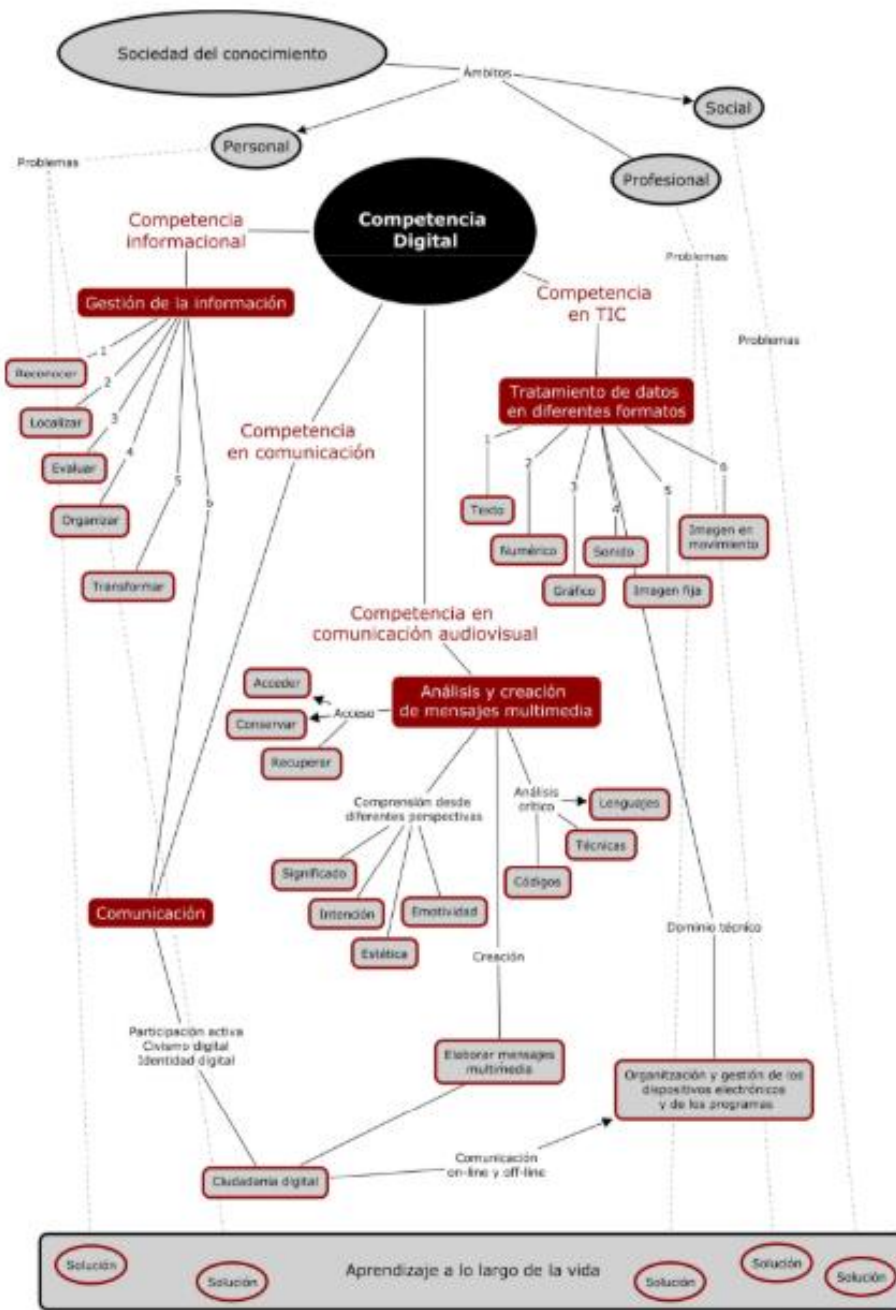 Sociedad del conocimiento
Ámbitos
Social
Personal
Problemas
Profesional
Competencia
Digital
Competencia
informacional
Problemas
Gestión de la información
Competencia
en TIC
Problemas
1
Reconocer
2
Localizar
3
Evaluar
4
Organizar
5
Transformar
6
Tratamiento de datos
en diferentes formatos
Competencia
en comunicación
1
Texto
2
Numérico
3
Gráfico
4
Sonido
5
Imagen fija
6
Imagen en
movimiento
Competencia en
comunicación audiovisual
Análisis y creación
de mensajes multimedia
Acceder
Acceso
Conservar
Recuperar
Comprensión desde
diferentes perspectivas
Análisis
crítico
Lenguajes
Técnicas
Códigos
Significado
Intención
Emotividad
Estética
Comunicación
Creación
Dominio técnico
Participación activa
Civismo digital
Identidad digital
Elaborar mensajes
multimedia
Organitzación y gestión de los
dispositivos electrónicos
y de los programas
Comunicación
on-line y off-line
Ciudadania digital
Solución
Solución
Aprendizaje a lo largo de la vida
Solución
Solución
Solución